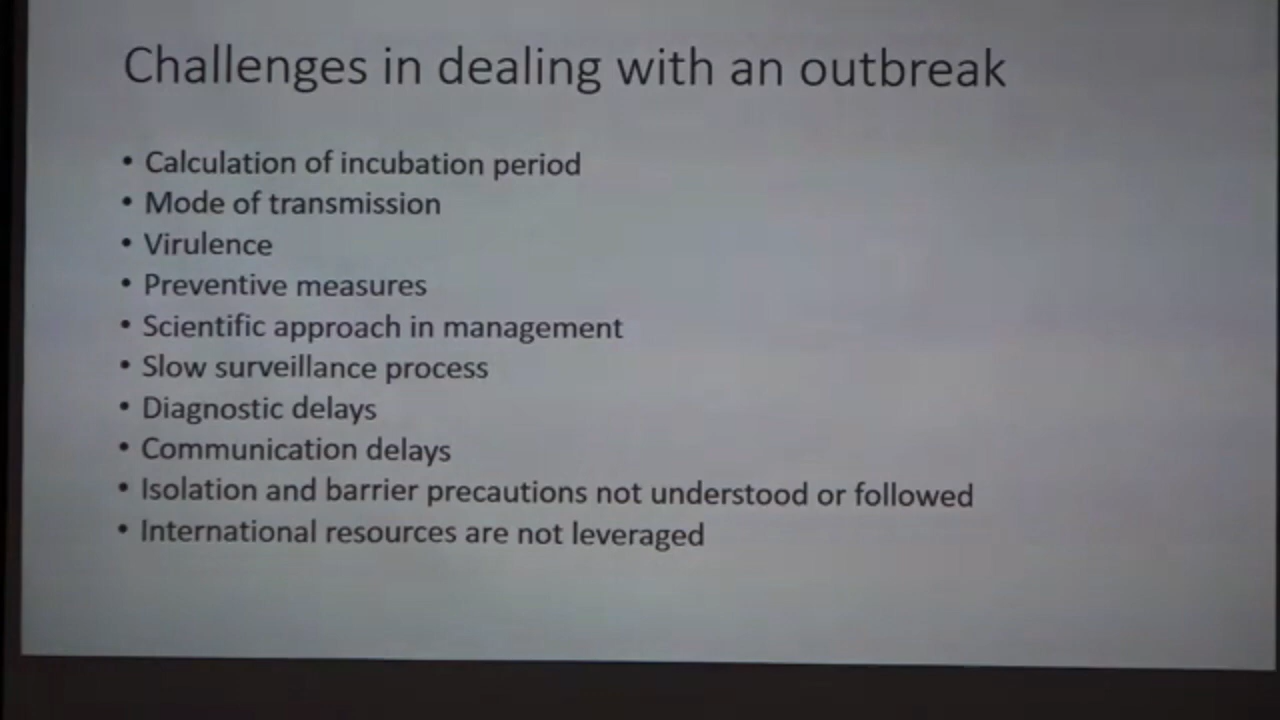 Challenges in dealing with an outbreak
• Calculation of incubation period
• Mode of transmission
• Virulence
• Preventive measures
• Scientific approach in management
• Slow surveillance process
• Diagnostic delays
• Communication delays
• Isolation and barrier precautions not understood or followed
• International resources are not leveraged